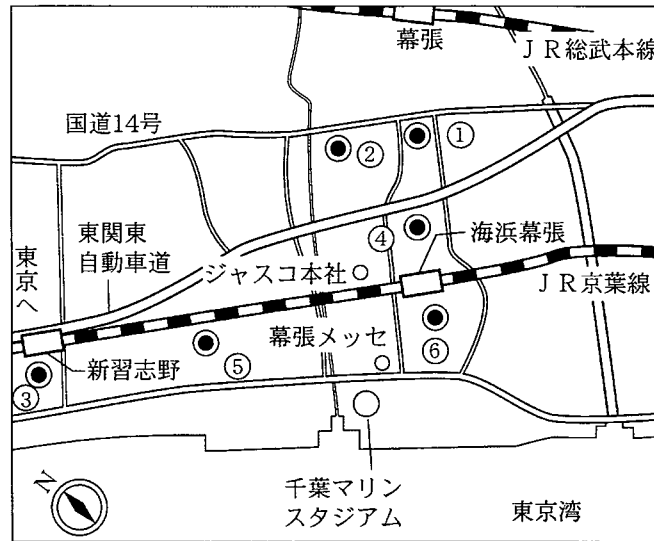 幕張
JR総武本線
国道14号
①
②
東関東
自動車道
東京へ
④
海浜幕張
ジャスコ本社
JR京葉線
幕張メッセ
⑥
⑤
新習志野
③
N
千葉マリン
スタジアム
東京湾